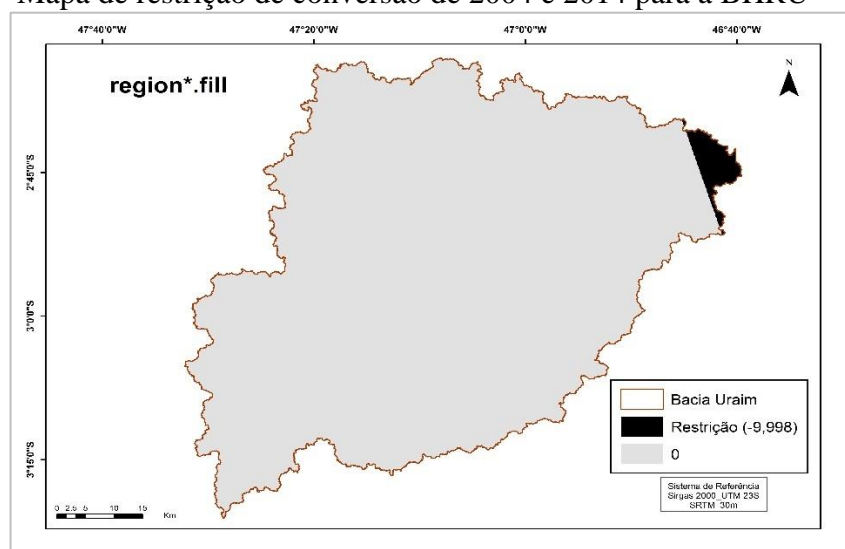 Mapa de restrição de conversão de 2004 e 2014 para a BHRU
47°40'0"W 47°20'0"W 47°0'0"W 46°40'0"W
region*.fill
N
2°45'0"S
3°0'0"S
3°15'0"S
Bacia Uraim
Restrição (-9,998)
0
Sistema de Referência
Sirgas 2000_UTM 23S
SRTM 30m
0 2.5 5 10 15
Km